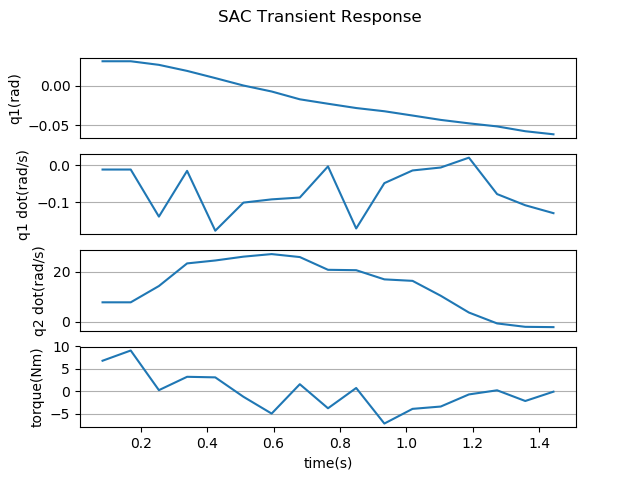 SAC Transient Response
q1(rad)
0.00
−0.05
q1 dot(rad/s)
0.0
−0.1
q2 dot(rad/s)
20
0
torque(Nm)
10
5
0
−5
0.2 0.4 0.6 0.8 1.0 1.2 1.4
time(s)